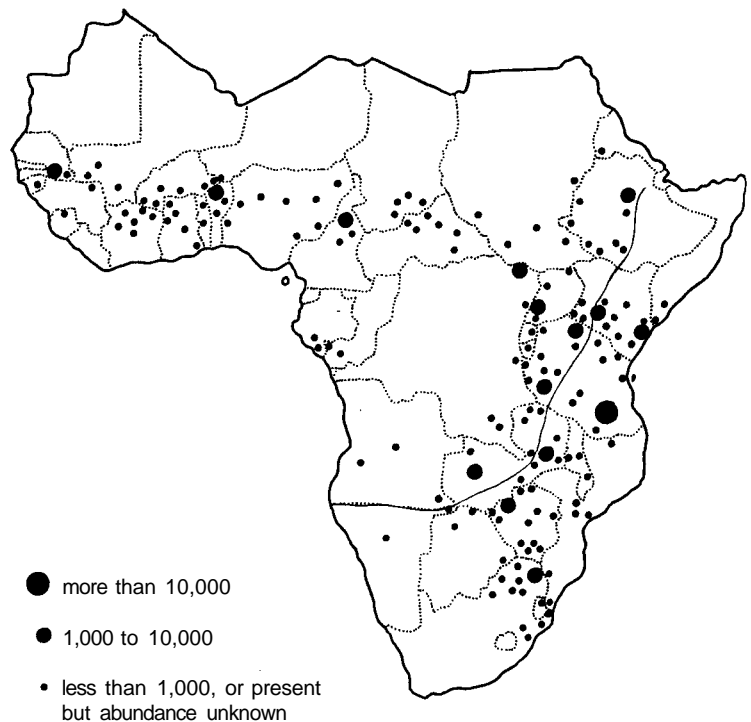 more than 10,000
1,000 to 10,000
less than 1,000, or present
but abundance unknown